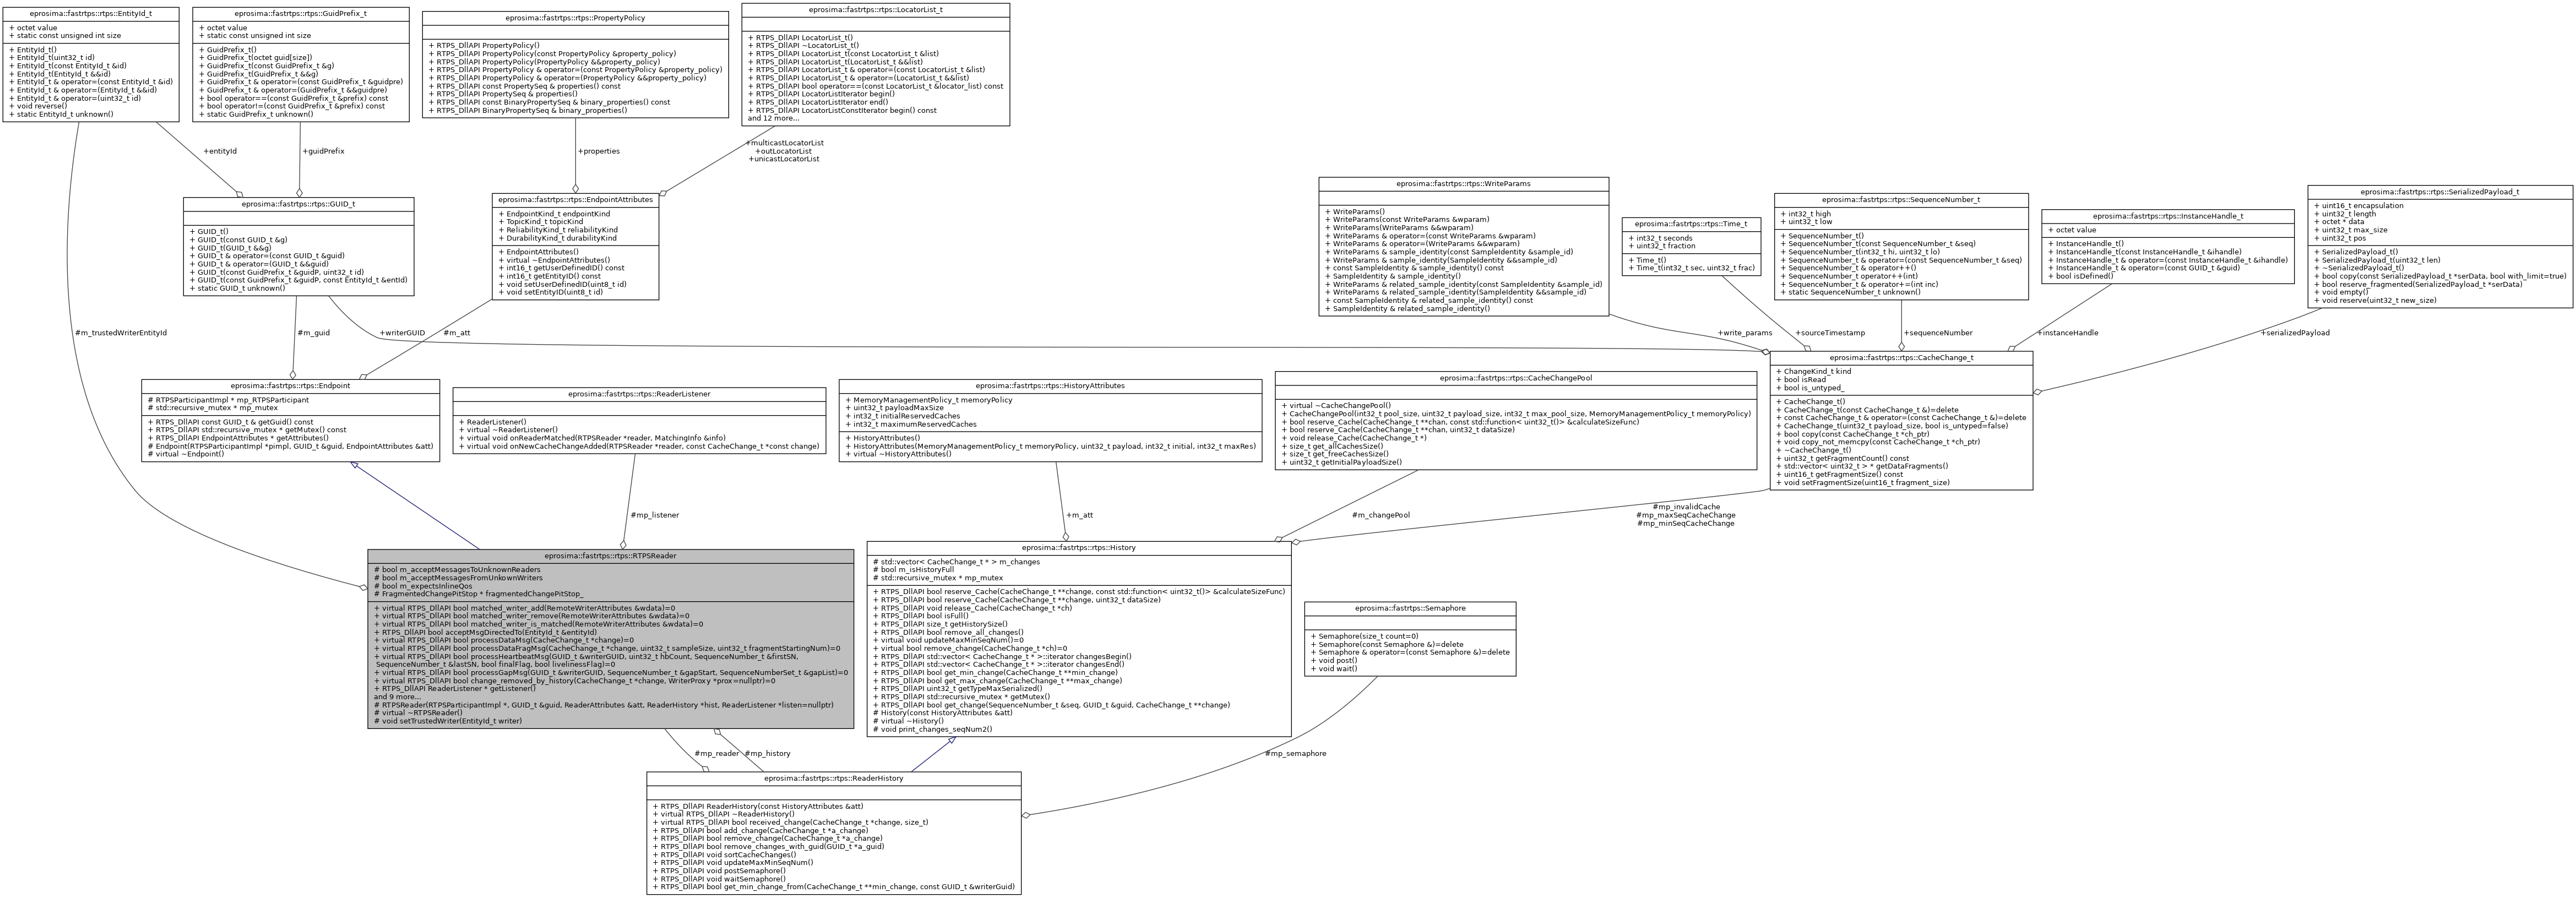 eprosima::fastrtps::rtps::EntityId_t
+ octet value
+ static const unsigned int size
+ EntityId_t()
+ EntityId_t(uint32_t id)
+ EntityId_t(const EntityId_t &id)
+ EntityId_t(EntityId_t &&id)
+ EntityId_t & operator=(const EntityId_t &id)
+ EntityId_t & operator=(EntityId_t &&id)
+ EntityId_t & operator=(uint32_t id)
+ void reverse()
+ static EntityId_t unknown()
eprosima::fastrtps::rtps::GuidPrefix_t
+ octet value
+ static const unsigned int size
+ GuidPrefix_t()
+ GuidPrefix_t(octet guid[size])
+ GuidPrefix_t(const GuidPrefix_t &g)
+ GuidPrefix_t(GuidPrefix_t &&g)
+ GuidPrefix_t & operator=(const GuidPrefix_t &guidpre)
+ GuidPrefix_t & operator=(GuidPrefix_t &&guidpre)
+ bool operator==(const GuidPrefix_t &prefix) const
+ bool operator!=(const GuidPrefix_t &prefix) const
+ static GuidPrefix_t unknown()
eprosima::fastrtps::rtps::PropertyPolicy
+ RTPS_DllAPI PropertyPolicy()
+ RTPS_DllAPI PropertyPolicy(const PropertyPolicy &property_policy)
+ RTPS_DllAPI PropertyPolicy(PropertyPolicy &&property_policy)
+ RTPS_DllAPI PropertyPolicy & operator=(const PropertyPolicy &property_policy)
+ RTPS_DllAPI PropertyPolicy & operator=(PropertyPolicy &&property_policy)
+ RTPS_DllAPI const PropertySeq & properties() const
+ RTPS_DllAPI PropertySeq & properties()
+ RTPS_DllAPI const BinaryPropertySeq & binary_properties() const
+ RTPS_DllAPI BinaryPropertySeq & binary_properties()
eprosima::fastrtps::rtps::LocatorList_t
+ RTPS_DllAPI LocatorList_t()
+ RTPS_DllAPI ~LocatorList_t()
+ RTPS_DllAPI LocatorList_t(const LocatorList_t &list)
+ RTPS_DllAPI LocatorList_t(LocatorList_t &&list)
+ RTPS_DllAPI LocatorList_t & operator=(const LocatorList_t &list)
+ RTPS_DllAPI LocatorList_t & operator=(LocatorList_t &&list)
+ RTPS_DllAPI bool operator==(const LocatorList_t &locator_list) const
+ RTPS_DllAPI LocatorListIterator begin()
+ RTPS_DllAPI LocatorListIterator end()
+ RTPS_DllAPI LocatorListConstIterator begin() const
and 12 more...
+entityId
+guidPrefix
+properties
+multicastLocatorList
+outLocatorList
+unicastLocatorList
eprosima::fastrtps::rtps::GUID_t
+ GUID_t()
+ GUID_t(const GUID_t &g)
+ GUID_t(GUID_t &&g)
+ GUID_t & operator=(const GUID_t &guid)
+ GUID_t & operator=(GUID_t &&guid)
+ GUID_t(const GuidPrefix_t &guidP, uint32_t id)
+ GUID_t(const GuidPrefix_t &guidP, const EntityId_t &entId)
+ static GUID_t unknown()
eprosima::fastrtps::rtps::EndpointAttributes
+ EndpointKind_t endpointKind
+ TopicKind_t topicKind
+ ReliabilityKind_t reliabilityKind
+ DurabilityKind_t durabilityKind
+ EndpointAttributes()
+ virtual ~EndpointAttributes()
+ int16_t getUserDefinedID() const
+ int16_t getEntityID() const
+ void setUserDefinedID(uint8_t id)
+ void setEntityID(uint8_t id)
eprosima::fastrtps::rtps::WriteParams
+ WriteParams()
+ WriteParams(const WriteParams &wparam)
+ WriteParams(WriteParams &&wparam)
+ WriteParams & operator=(const WriteParams &wparam)
+ WriteParams & operator=(WriteParams &&wparam)
+ WriteParams & sample_identity(const SampleIdentity &sample_id)
+ WriteParams & sample_identity(SampleIdentity &&sample_id)
+ const SampleIdentity & sample_identity() const
+ SampleIdentity & sample_identity()
+ WriteParams & related_sample_identity(const SampleIdentity &sample_id)
+ WriteParams & related_sample_identity(SampleIdentity &&sample_id)
+ const SampleIdentity & related_sample_identity() const
+ SampleIdentity & related_sample_identity()
eprosima::fastrtps::rtps::Time_t
+ int32_t seconds
+ uint32_t fraction
+ Time_t()
+ Time_t(int32_t sec, uint32_t frac)
eprosima::fastrtps::rtps::SequenceNumber_t
+ int32_t high
+ uint32_t low
+ SequenceNumber_t()
+ SequenceNumber_t(const SequenceNumber_t &seq)
+ SequenceNumber_t(int32_t hi, uint32_t lo)
+ SequenceNumber_t & operator=(const SequenceNumber_t &seq)
+ SequenceNumber_t & operator++()
+ SequenceNumber_t operator++(int)
+ SequenceNumber_t & operator+=(int inc)
+ static SequenceNumber_t unknown()
eprosima::fastrtps::rtps::InstanceHandle_t
+ octet value
+ InstanceHandle_t()
+ InstanceHandle_t(const InstanceHandle_t &ihandle)
+ InstanceHandle_t & operator=(const InstanceHandle_t &ihandle)
+ InstanceHandle_t & operator=(const GUID_t &guid)
+ bool isDefined()
eprosima::fastrtps::rtps::SerializedPayload_t
+ uint16_t encapsulation
+ uint32_t length
+ octet * data
+ uint32_t max_size
+ uint32_t pos
+ SerializedPayload_t()
+ SerializedPayload_t(uint32_t len)
+ ~SerializedPayload_t()
+ bool copy(const SerializedPayload_t *serData, bool with_limit=true)
+ bool reserve_fragmented(SerializedPayload_t *serData)
+ void empty()
+ void reserve(uint32_t new_size)
#m_trustedWriterEntityId
#m_guid
+writerGUID
#m_att
+write_params
+sourceTimestamp
+sequenceNumber
+instanceHandle
+serializedPayload
eprosima::fastrtps::rtps::Endpoint
# RTPSParticipantImpl * mp_RTPSParticipant
# std::recursive_mutex * mp_mutex
+ RTPS_DllAPI const GUID_t & getGuid() const
+ RTPS_DllAPI std::recursive_mutex * getMutex() const
+ RTPS_DllAPI EndpointAttributes * getAttributes()
# Endpoint(RTPSParticipantImpl *pimpl, GUID_t &guid, EndpointAttributes &att)
# virtual ~Endpoint()
eprosima::fastrtps::rtps::ReaderListener
+ ReaderListener()
+ virtual ~ReaderListener()
+ virtual void onReaderMatched(RTPSReader *reader, MatchingInfo &info)
+ virtual void onNewCacheChangeAdded(RTPSReader *reader, const CacheChange_t *const change)
eprosima::fastrtps::rtps::HistoryAttributes
+ MemoryManagementPolicy_t memoryPolicy
+ uint32_t payloadMaxSize
+ int32_t initialReservedCaches
+ int32_t maximumReservedCaches
+ HistoryAttributes()
+ HistoryAttributes(MemoryManagementPolicy_t memoryPolicy, uint32_t payload, int32_t initial, int32_t maxRes)
+ virtual ~HistoryAttributes()
eprosima::fastrtps::rtps::CacheChangePool
+ virtual ~CacheChangePool()
+ CacheChangePool(int32_t pool_size, uint32_t payload_size, int32_t max_pool_size, MemoryManagementPolicy_t memoryPolicy)
+ bool reserve_Cache(CacheChange_t **chan, const std::function< uint32_t()> &calculateSizeFunc)
+ bool reserve_Cache(CacheChange_t **chan, uint32_t dataSize)
+ void release_Cache(CacheChange_t *)
+ size_t get_allCachesSize()
+ size_t get_freeCachesSize()
+ uint32_t getInitialPayloadSize()
eprosima::fastrtps::rtps::CacheChange_t
+ ChangeKind_t kind
+ bool isRead
+ bool is_untyped_
+ CacheChange_t()
+ CacheChange_t(const CacheChange_t &)=delete
+ const CacheChange_t & operator=(const CacheChange_t &)=delete
+ CacheChange_t(uint32_t payload_size, bool is_untyped=false)
+ bool copy(const CacheChange_t *ch_ptr)
+ void copy_not_memcpy(const CacheChange_t *ch_ptr)
+ ~CacheChange_t()
+ uint32_t getFragmentCount() const
+ std::vector< uint32_t > * getDataFragments()
+ uint16_t getFragmentSize() const
+ void setFragmentSize(uint16_t fragment_size)
#mp_listener
+m_att
#m_changePool
#mp_invalidCache
#mp_maxSeqCacheChange
#mp_minSeqCacheChange
eprosima::fastrtps::rtps::RTPSReader
# bool m_acceptMessagesToUnknownReaders
# bool m_acceptMessagesFromUnkownWriters
# bool m_expectsInlineQos
# FragmentedChangePitStop * fragmentedChangePitStop_
+ virtual RTPS_DllAPI bool matched_writer_add(RemoteWriterAttributes &wdata)=0
+ virtual RTPS_DllAPI bool matched_writer_remove(RemoteWriterAttributes &wdata)=0
+ virtual RTPS_DllAPI bool matched_writer_is_matched(RemoteWriterAttributes &wdata)=0
+ RTPS_DllAPI bool acceptMsgDirectedTo(EntityId_t &entityId)
+ virtual RTPS_DllAPI bool processDataMsg(CacheChange_t *change)=0
+ virtual RTPS_DllAPI bool processDataFragMsg(CacheChange_t *change, uint32_t sampleSize, uint32_t fragmentStartingNum)=0
+ virtual RTPS_DllAPI bool processHeartbeatMsg(GUID_t &writerGUID, uint32_t hbCount, SequenceNumber_t &firstSN,
SequenceNumber_t &lastSN, bool finalFlag, bool livelinessFlag)=0
+ virtual RTPS_DllAPI bool processGapMsg(GUID_t &writerGUID, SequenceNumber_t &gapStart, SequenceNumberSet_t &gapList)=0
+ virtual RTPS_DllAPI bool change_removed_by_history(CacheChange_t *change, WriterProxy *prox=nullptr)=0
+ RTPS_DllAPI ReaderListener * getListener()
and 9 more...
# RTPSReader(RTPSParticipantImpl *, GUID_t &guid, ReaderAttributes &att, ReaderHistory *hist, ReaderListener *listen=nullptr)
# virtual ~RTPSReader()
# void setTrustedWriter(EntityId_t writer)
eprosima::fastrtps::rtps::History
# std::vector< CacheChange_t * > m_changes
# bool m_isHistoryFull
# std::recursive_mutex * mp_mutex
+ RTPS_DllAPI bool reserve_Cache(CacheChange_t **change, const std::function< uint32_t()> &calculateSizeFunc)
+ RTPS_DllAPI bool reserve_Cache(CacheChange_t **change, uint32_t dataSize)
+ RTPS_DllAPI void release_Cache(CacheChange_t *ch)
+ RTPS_DllAPI bool isFull()
+ RTPS_DllAPI size_t getHistorySize()
+ RTPS_DllAPI bool remove_all_changes()
+ virtual void updateMaxMinSeqNum()=0
+ virtual bool remove_change(CacheChange_t *ch)=0
+ RTPS_DllAPI std::vector< CacheChange_t * >::iterator changesBegin()
+ RTPS_DllAPI std::vector< CacheChange_t * >::iterator changesEnd()
+ RTPS_DllAPI bool get_min_change(CacheChange_t **min_change)
+ RTPS_DllAPI bool get_max_change(CacheChange_t **max_change)
+ RTPS_DllAPI uint32_t getTypeMaxSerialized()
+ RTPS_DllAPI std::recursive_mutex * getMutex()
+ RTPS_DllAPI bool get_change(SequenceNumber_t &seq, GUID_t &guid, CacheChange_t **change)
# History(const HistoryAttributes &att)
# virtual ~History()
# void print_changes_seqNum2()
eprosima::fastrtps::Semaphore
+ Semaphore(size_t count=0)
+ Semaphore(const Semaphore &)=delete
+ Semaphore & operator=(const Semaphore &)=delete
+ void post()
+ void wait()
#mp_reader
#mp_history
#mp_semaphore
eprosima::fastrtps::rtps::ReaderHistory
+ RTPS_DllAPI ReaderHistory(const HistoryAttributes &att)
+ virtual RTPS_DllAPI ~ReaderHistory()
+ virtual RTPS_DllAPI bool received_change(CacheChange_t *change, size_t)
+ RTPS_DllAPI bool add_change(CacheChange_t *a_change)
+ RTPS_DllAPI bool remove_change(CacheChange_t *a_change)
+ RTPS_DllAPI bool remove_changes_with_guid(GUID_t *a_guid)
+ RTPS_DllAPI void sortCacheChanges()
+ RTPS_DllAPI void updateMaxMinSeqNum()
+ RTPS_DllAPI void postSemaphore()
+ RTPS_DllAPI void waitSemaphore()
+ RTPS_DllAPI bool get_min_change_from(CacheChange_t **min_change, const GUID_t &writerGuid)